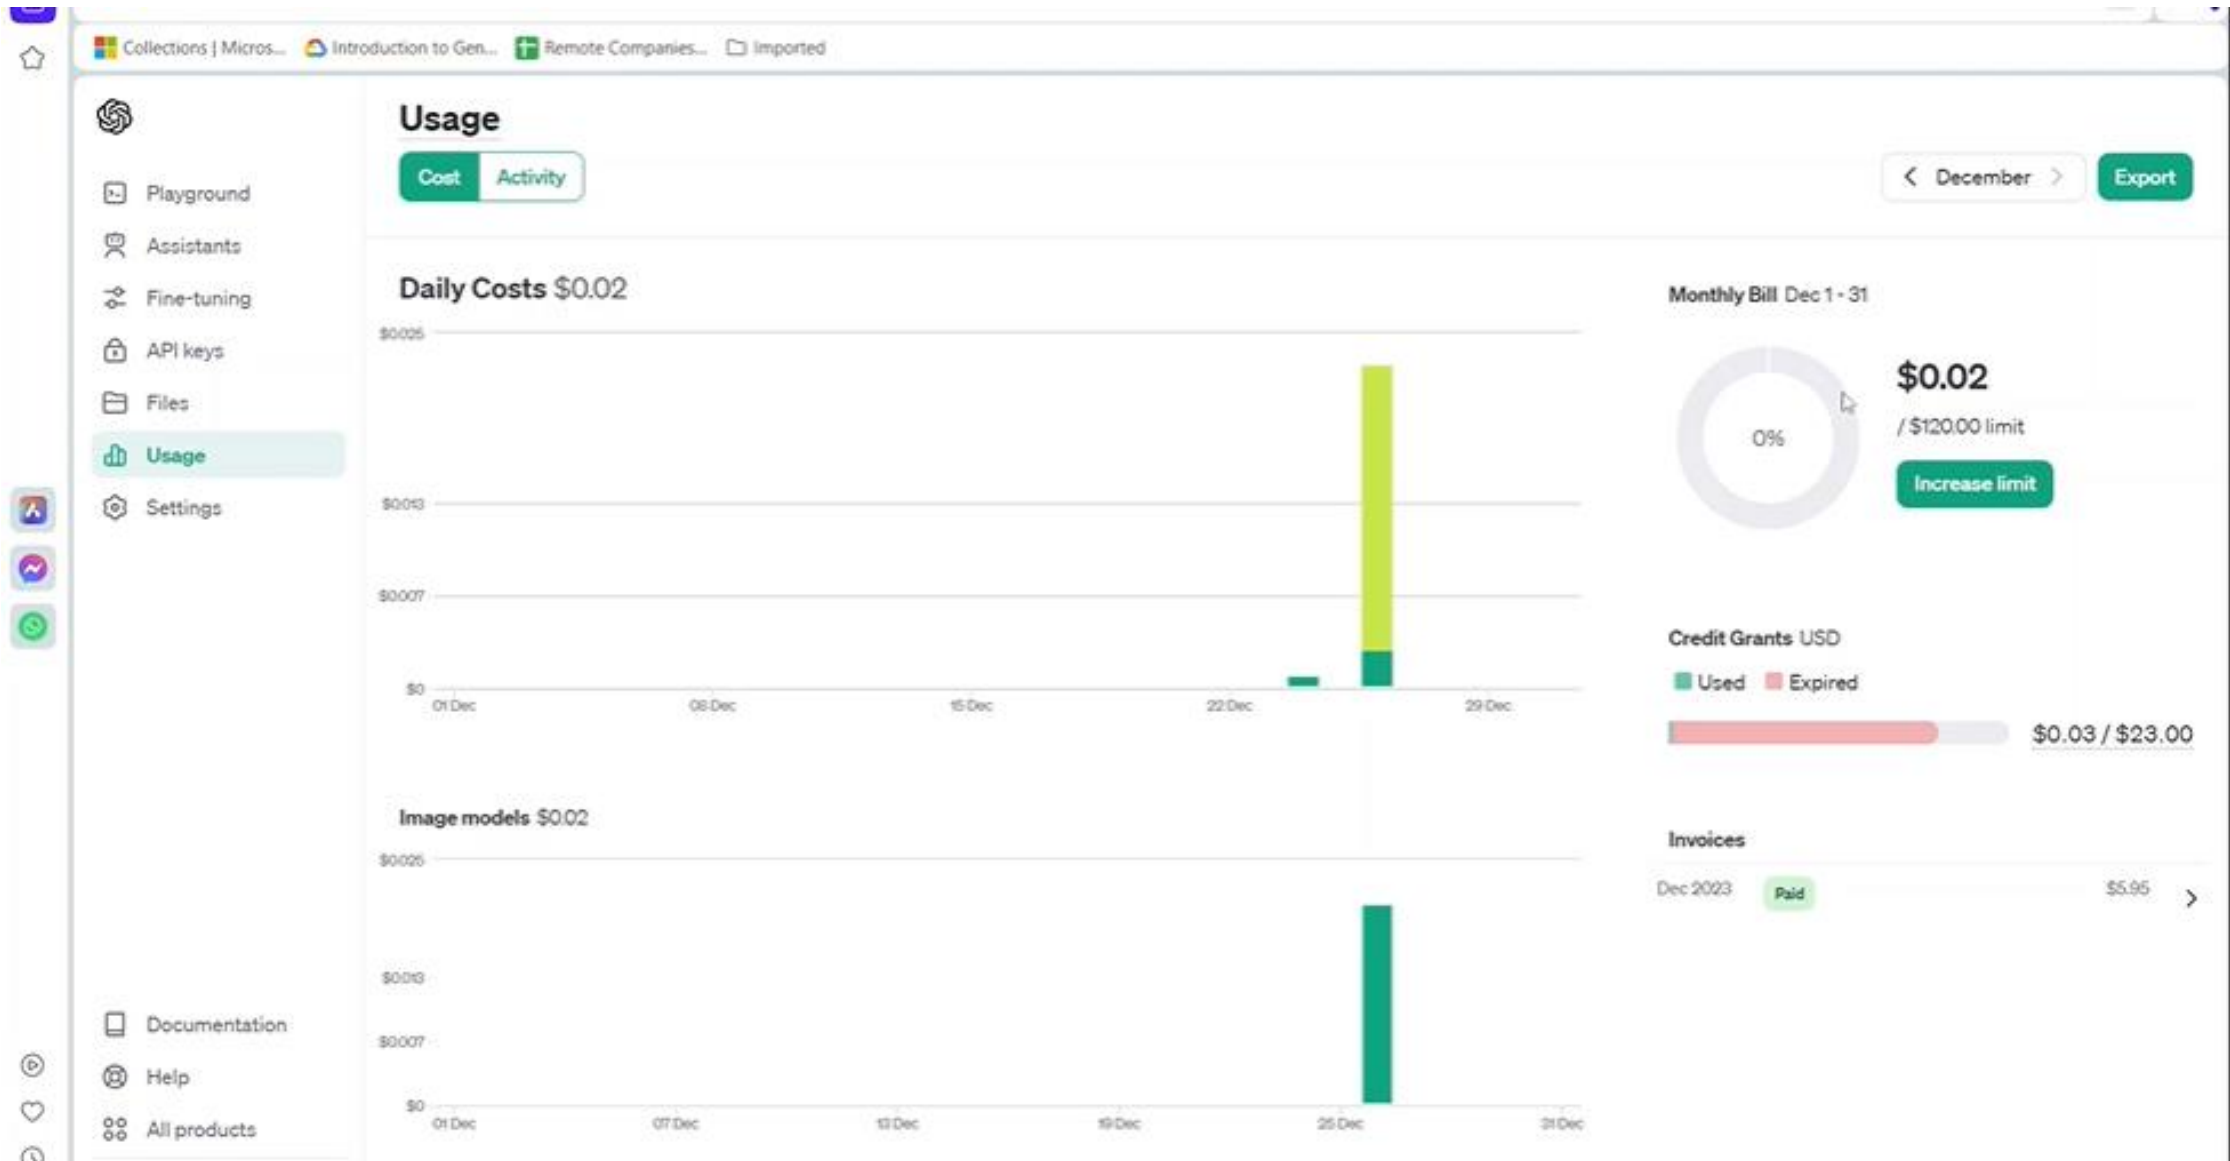 Collections | Micros...
Introduction to Gen...
Remote Companies...
Imported
Usage
Cost
Activity
December
Export
Playground
Assistants
Fine-tuning
API keys
Files
Usage
Settings
Documentation
Help
All products
Daily Costs $0.02
$0.025
$0.013
$0.007
$0
01 Dec
08 Dec
15 Dec
22 Dec
29 Dec
Image models $0.02
$0.025
$0.013
$0.007
$0
01 Dec
07 Dec
13 Dec
19 Dec
25 Dec
31 Dec
Monthly Bill Dec 1 - 31
0%
$0.02
/ $120.00 limit
Increase limit
Credit Grants USD
Used
Expired
$0.03 / $23.00
Invoices
Dec 2023
Paid
$5.95